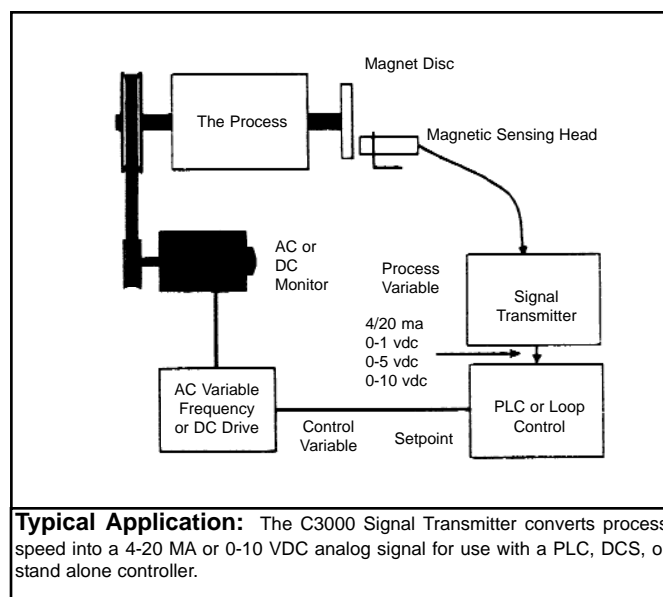 Magnet Disc
The Process
Magnetic Sensing Head
AC or
DC
Monitor
Process
Variable
Signal
Transmitter
4/20 ma
0-1 vdc
0-5 vdc
0-10 vdc
AC Variable
Frequency
or DC Drive
Control
Variable
Setpoint
PLC or Loop
Control
Typical Application: The C3000 Signal Transmitter converts process
speed into a 4-20 MA or 0-10 VDC analog signal for use with a PLC, DCS, o
stand alone controller.